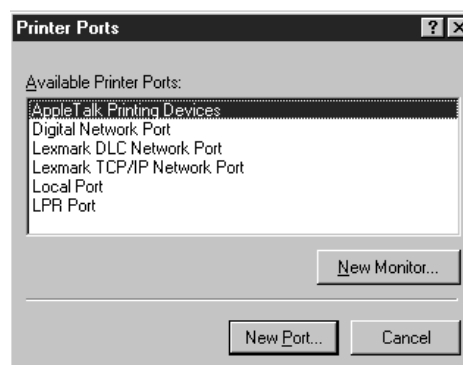 Printer Ports
Available Printer Ports:
AppleTalk Printing Devices
Digital Network Port
Lexmark DLC Network Port
Lexmark TCP/IP Network Port
Local Port
LPR Port
New Monitor...
New Port... Cancel